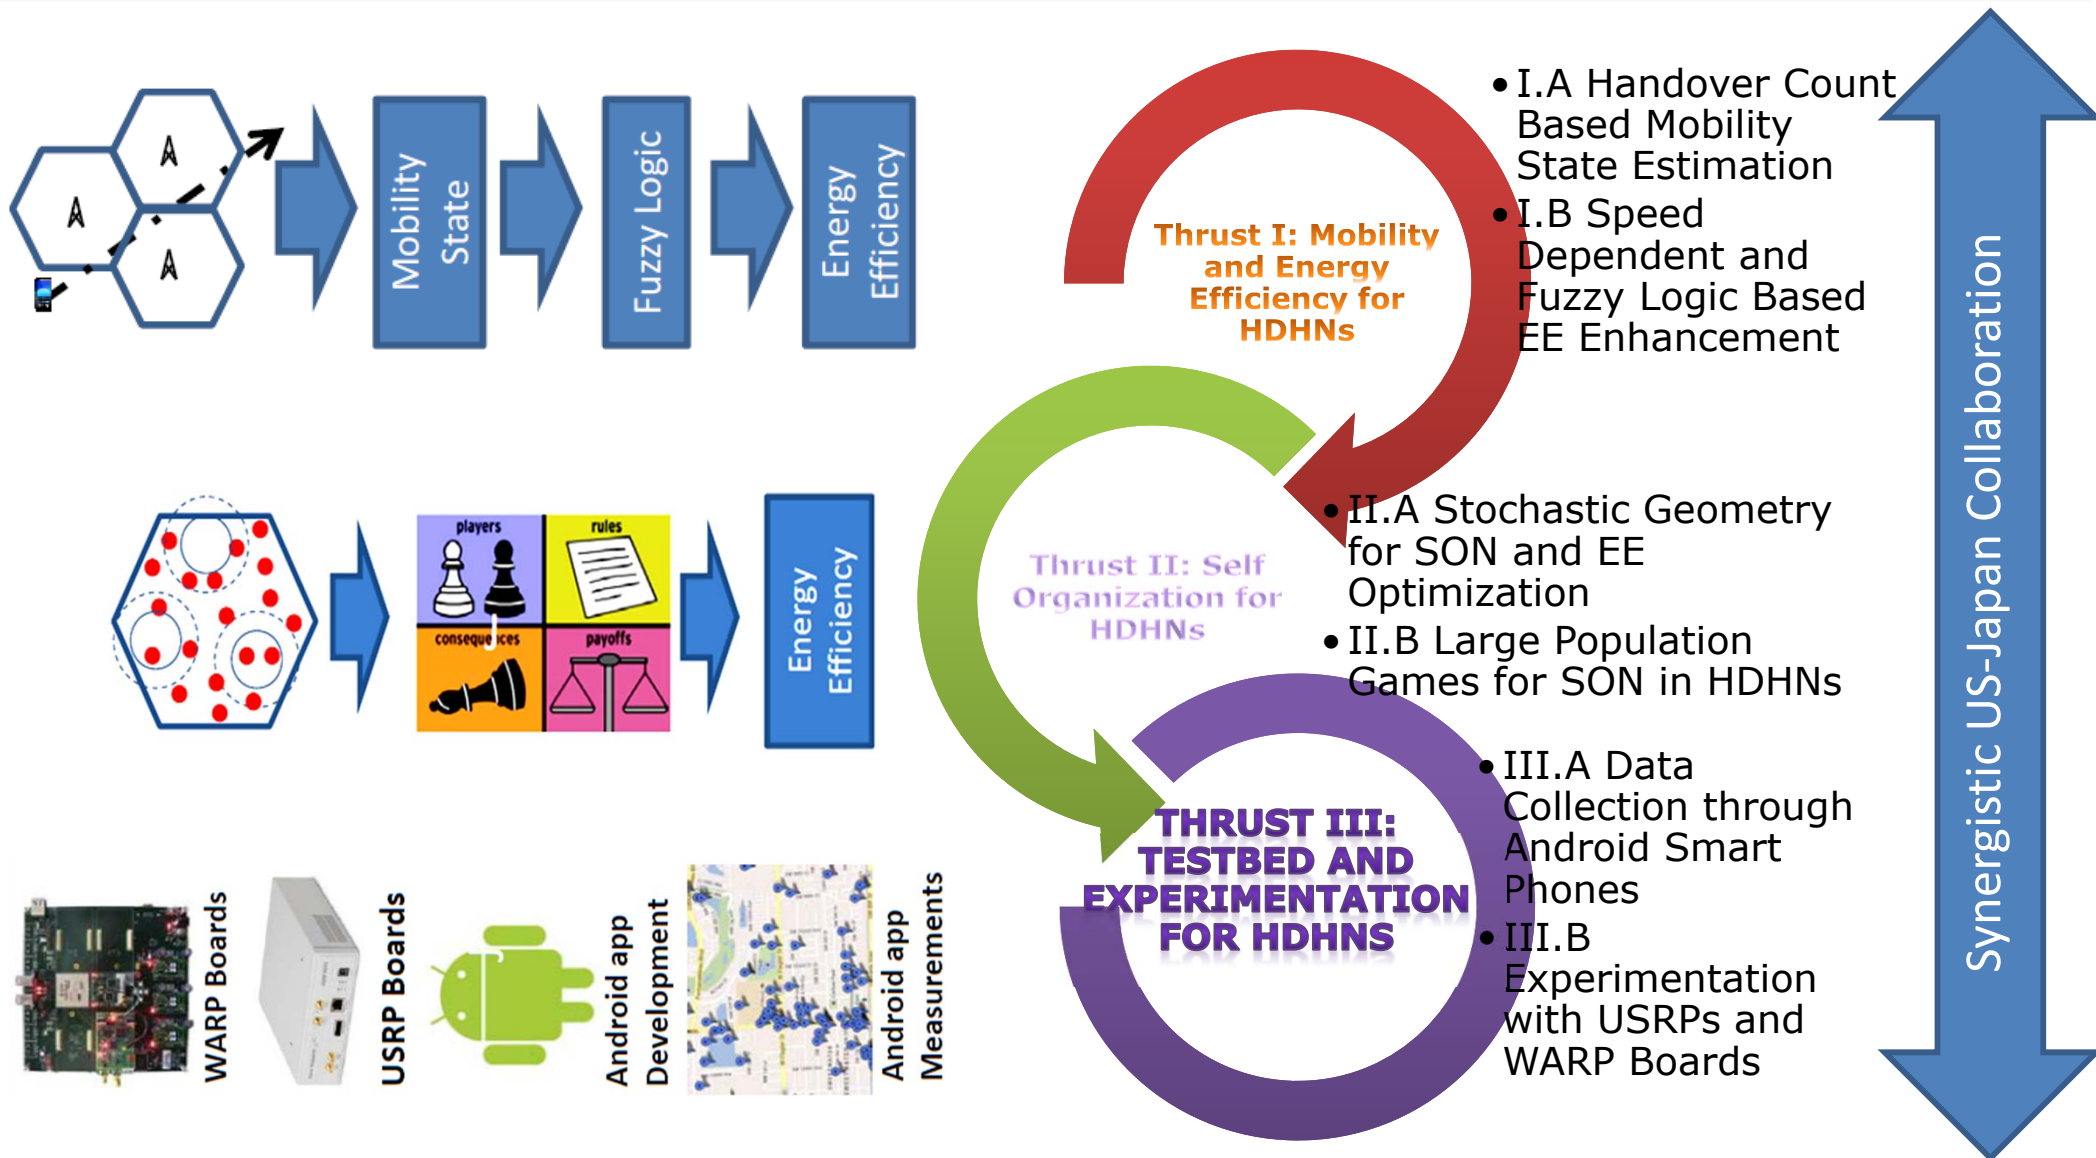 Mobility
State
Fuzzy Logic
Energy
Efficiency
Thrust I: Mobility
and Energy
Efficiency for
HDHNs
• I.A Handover Count
Based Mobility
State Estimation
• I.B Speed
Dependent and
Fuzzy Logic Based
EE Enhancement
players
rules
consequences
payoffs
Energy
Efficiency
Thrust II: Self
Organization for
HDHNs
• II.A Stochastic Geometry
for SON and EE
Optimization
• II.B Large Population
Games for SON in HDHNs
WARP Boards
USRP Boards
Android app
Development
Android app
Measurements
THRUST III:
TESTBED AND
EXPERIMENTATION
FOR HDHNS
• III.A Data
Collection through
Android Smart
Phones
• III.B
Experimentation
with USRPs and
WARP Boards
Synergistic US-Japan Collaboration